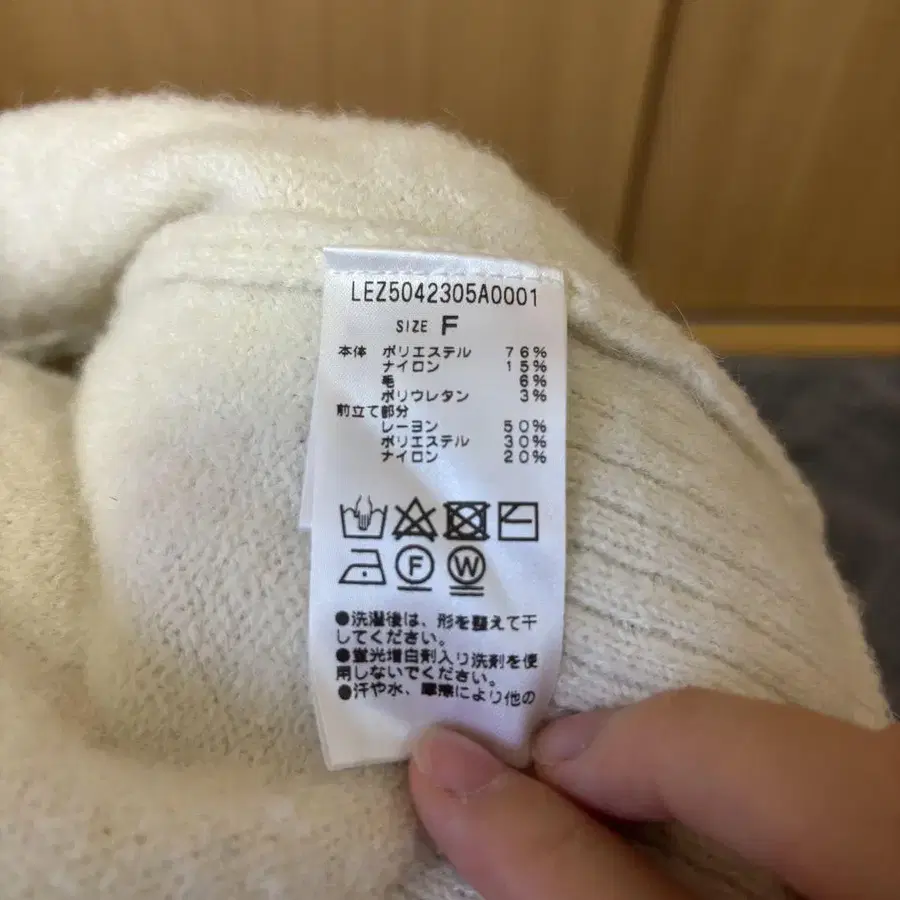 LEZ5042305A0001
SIZE F
本体 ポリエステル 76%
ナイロン 15%
毛 6%
ポリウレタン 3%
前立て部分
レーヨン 50%
ポリエステル 30%
ナイロン 20%
F W
●洗濯後は、形を整えて干
してください。
●蛍光増白剤入り洗剤を使
用しないでください。
●汗や水、摩擦により他の